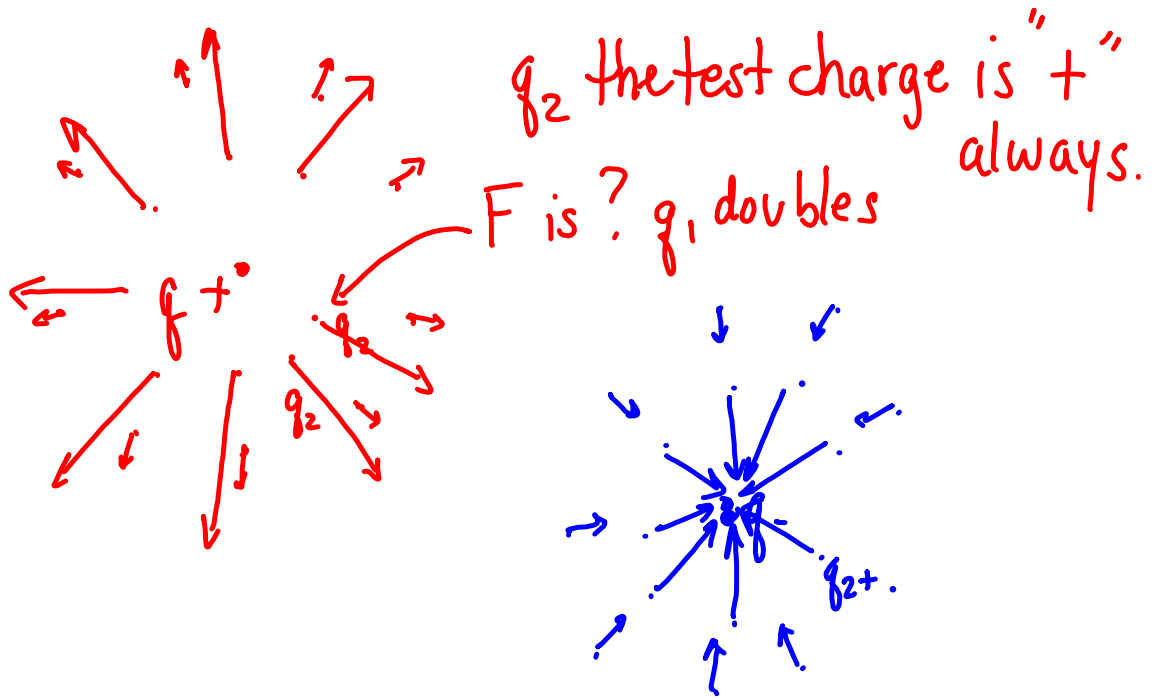 q₂ the test charge is "+"
always.
F is? q₁ doubles
q +
q₂
q₂
q -
q₂+.